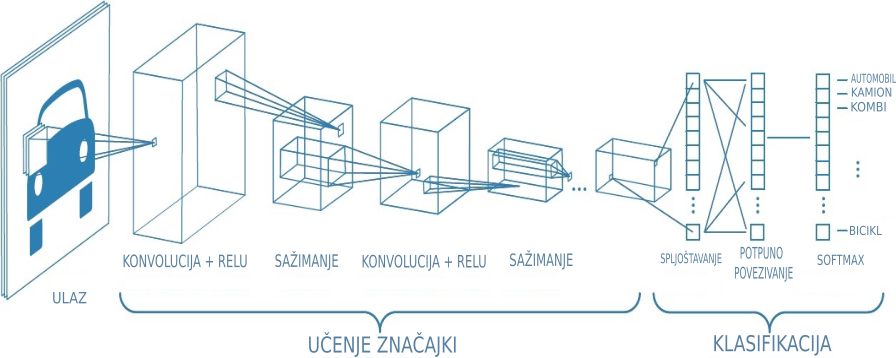 AUTOMOBIL
KAMION
KOMBI
BICIKL
ULAZ
KONVOLUCIJA + RELU
SAŽIMANJE
KONVOLUCIJA + RELU
SAŽIMANJE
SPLJOŠTAVANJE
POTPUNO
POVEZIVANJE
SOFTMAX
UČENJE ZNAČAJKI
KLASIFIKACIJA